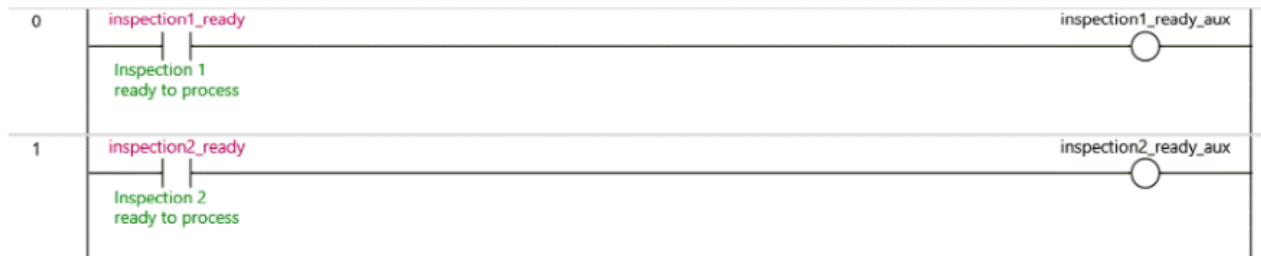 0
inspection1_ready
inspection1_ready_aux
Inspection 1
ready to process
1
inspection2_ready
inspection2_ready_aux
Inspection 2
ready to process